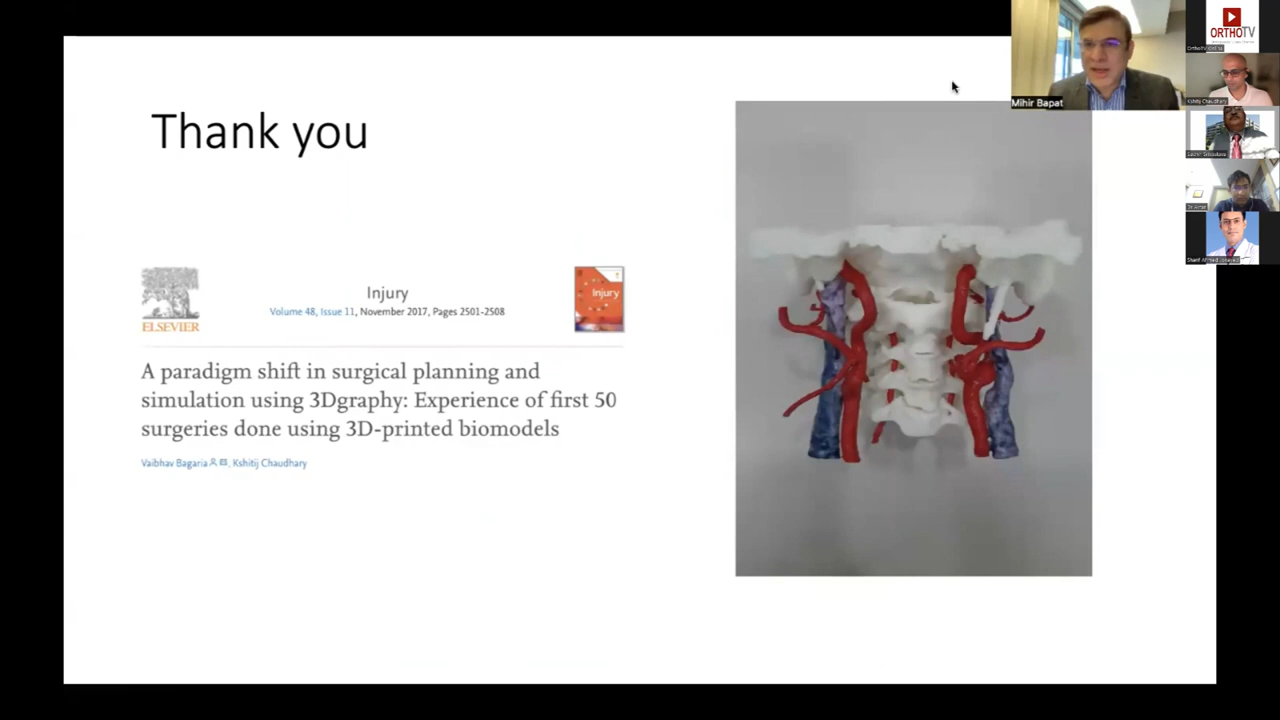 Thank you
ELSEVIER
Injury
Volume 48, Issue 11, November 2017, Pages 2501-2508
Injury
A paradigm shift in surgical planning and
simulation using 3Dgraphy: Experience of first 50
surgeries done using 3D-printed biomodels
Vaibhav Bagaria, Kshitij Chaudhary
Mihir Bapat
ORTHOTV
Kshitij Chaudhary